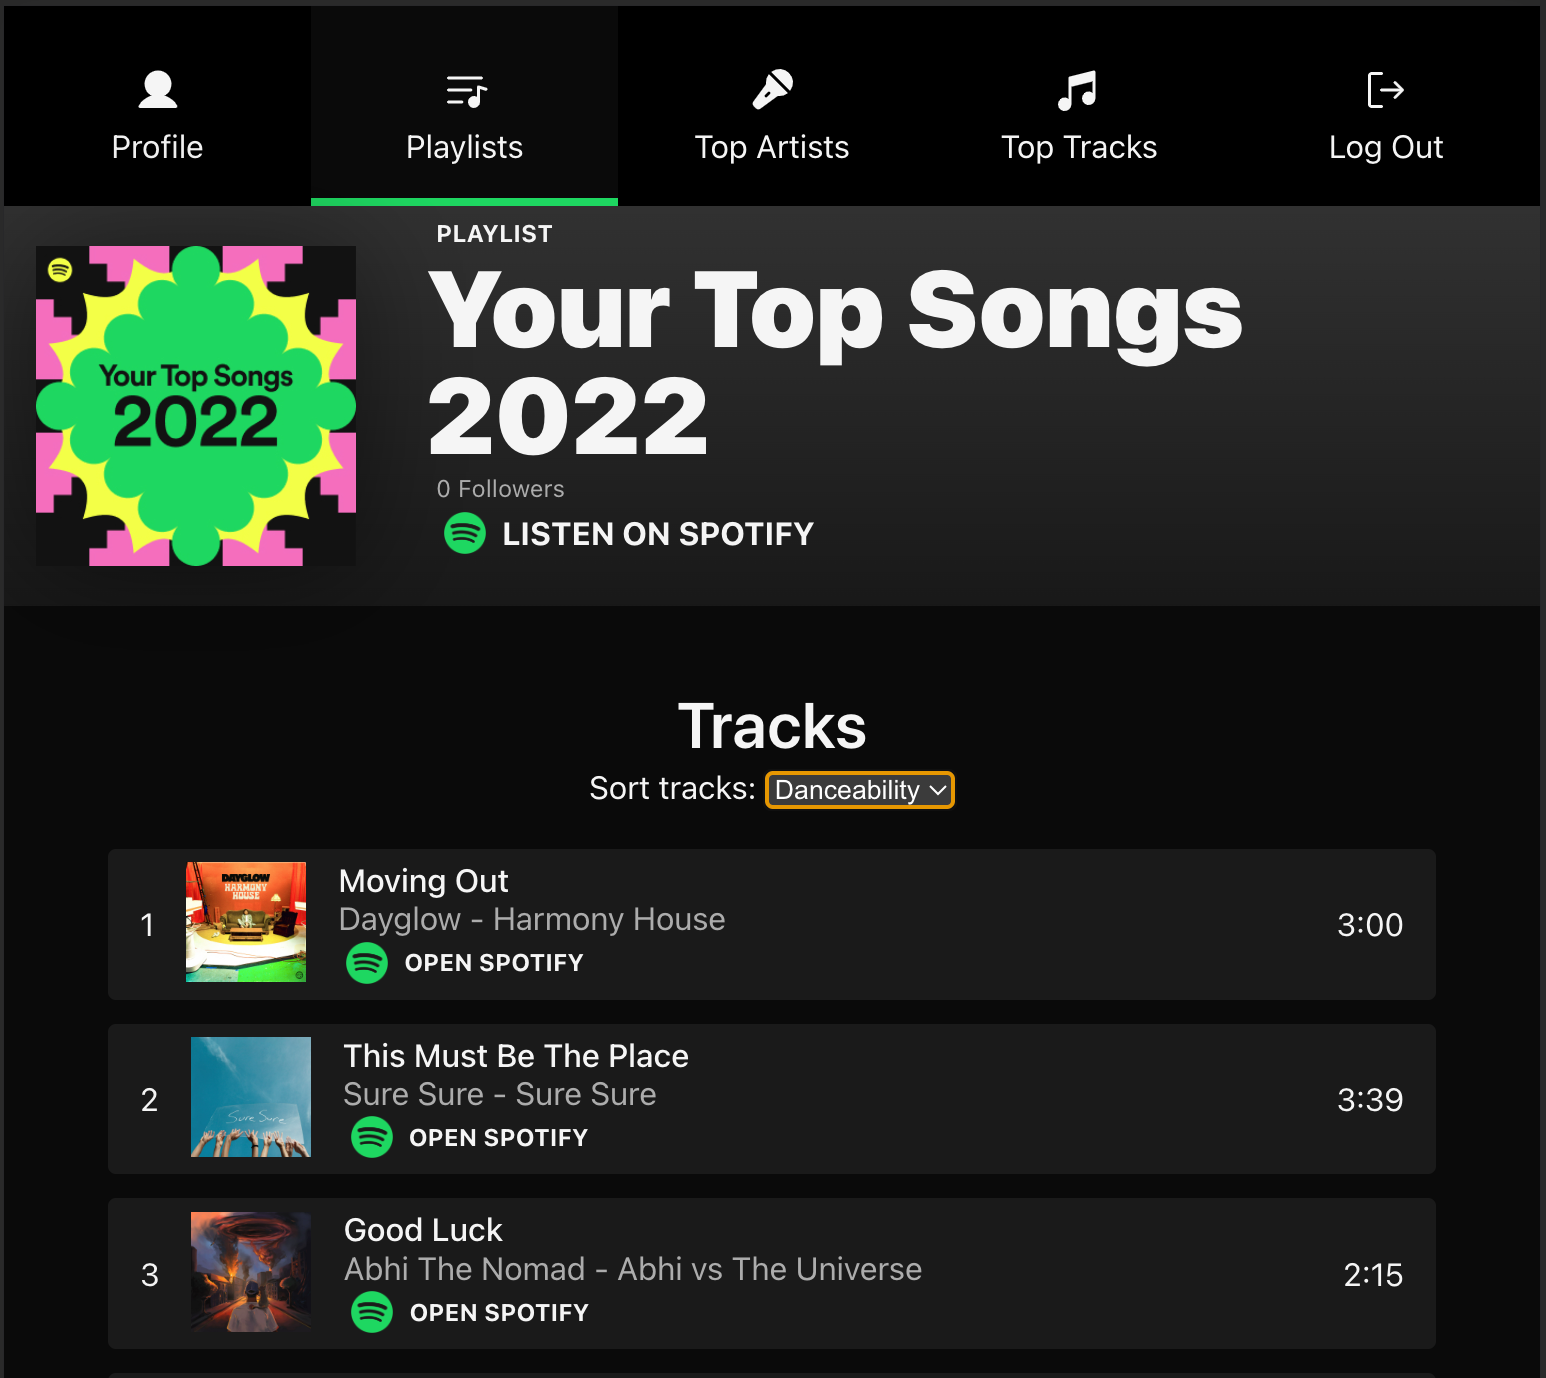 Profile
Playlists
Top Artists
Top Tracks
Log Out
PLAYLIST
Your Top Songs
2022
Your Top Songs
2022
0 Followers
LISTEN ON SPOTIFY
Tracks
Sort tracks: Danceability
1
DAYGLOW
HARMONY
HOUSE
Moving Out
Dayglow - Harmony House
OPEN SPOTIFY
3:00
2
Sure Sure
This Must Be The Place
Sure Sure - Sure Sure
OPEN SPOTIFY
3:39
3
Good Luck
Abhi The Nomad - Abhi vs The Universe
OPEN SPOTIFY
2:15